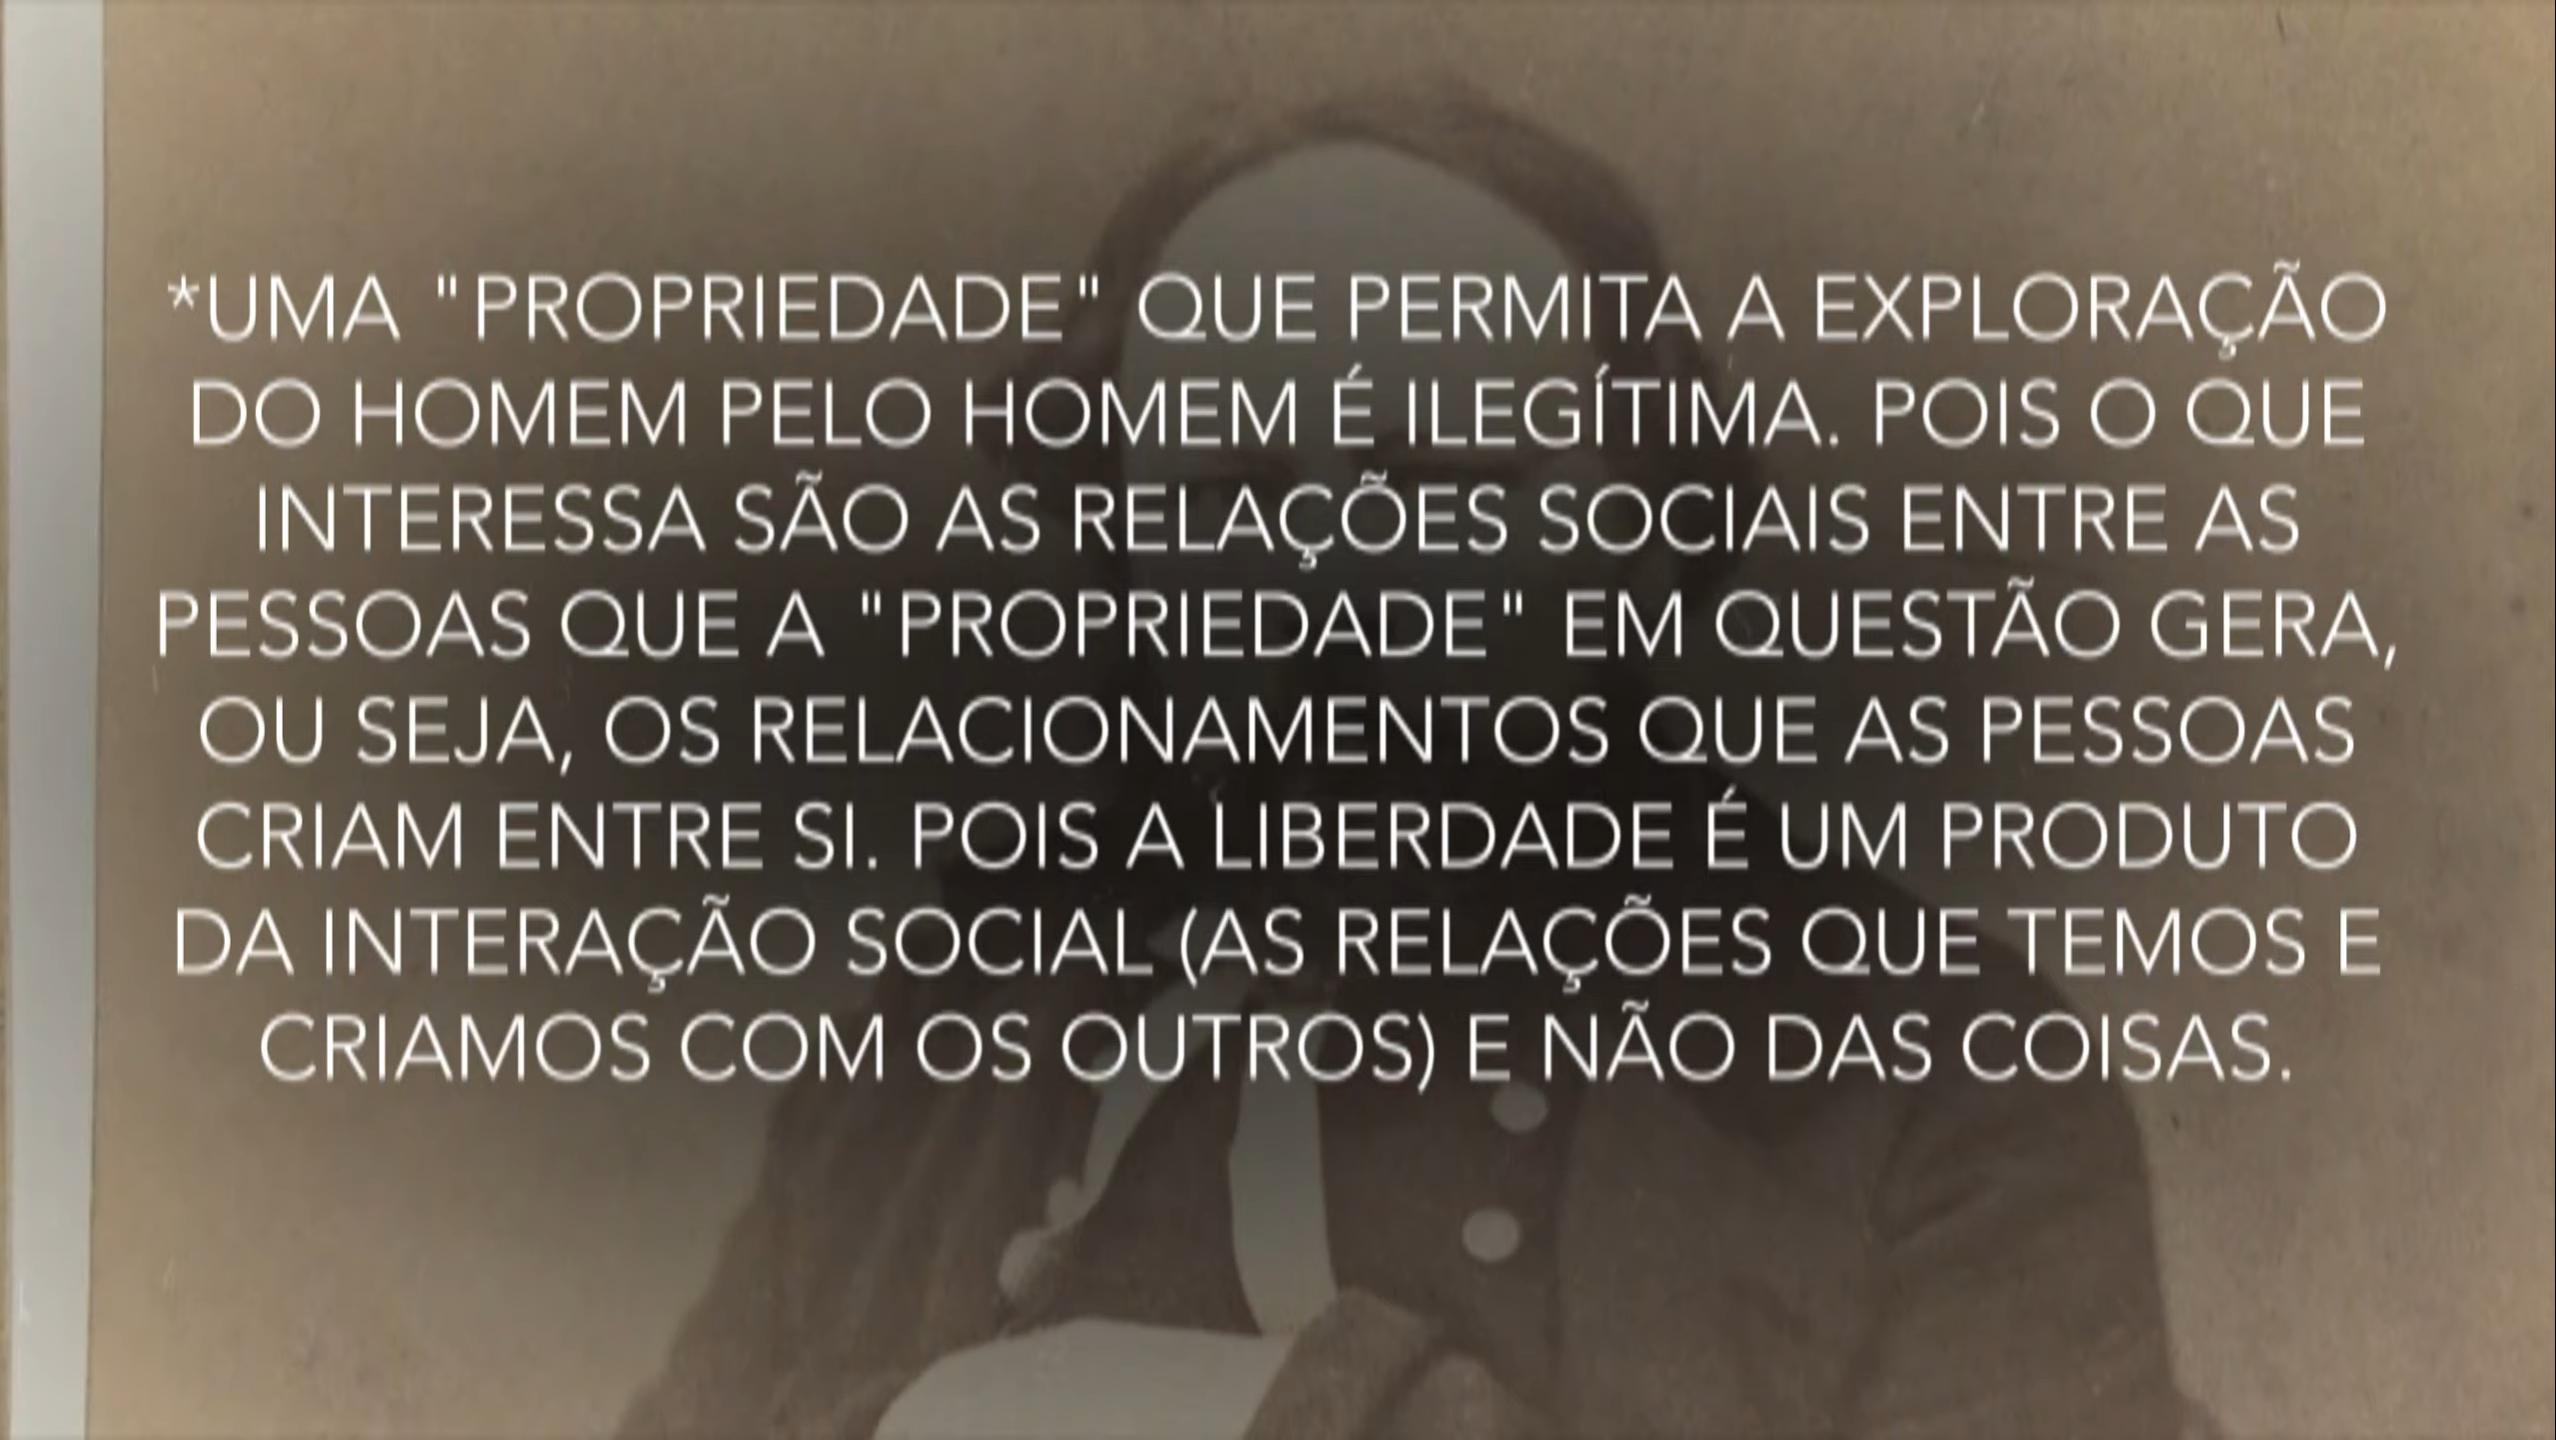 *UMA "PROPRIEDADE" QUE PERMITA A EXPLORAÇÃO
DO HOMEM PELO HOMEM É ILEGÍTIMA. POIS O QUE
INTERESSA SÃO AS RELAÇÕES SOCIAIS ENTRE AS
PESSOAS QUE A "PROPRIEDADE" EM QUESTÃO GERA,
OU SEJA, OS RELACIONAMENTOS QUE AS PESSOAS
CRIAM ENTRE SI. POIS A LIBERDADE É UM PRODUTO
DA INTERAÇÃO SOCIAL (AS RELAÇÕES QUE TEMOS E
CRIAMOS COM OS OUTROS) E NÃO DAS COISAS.